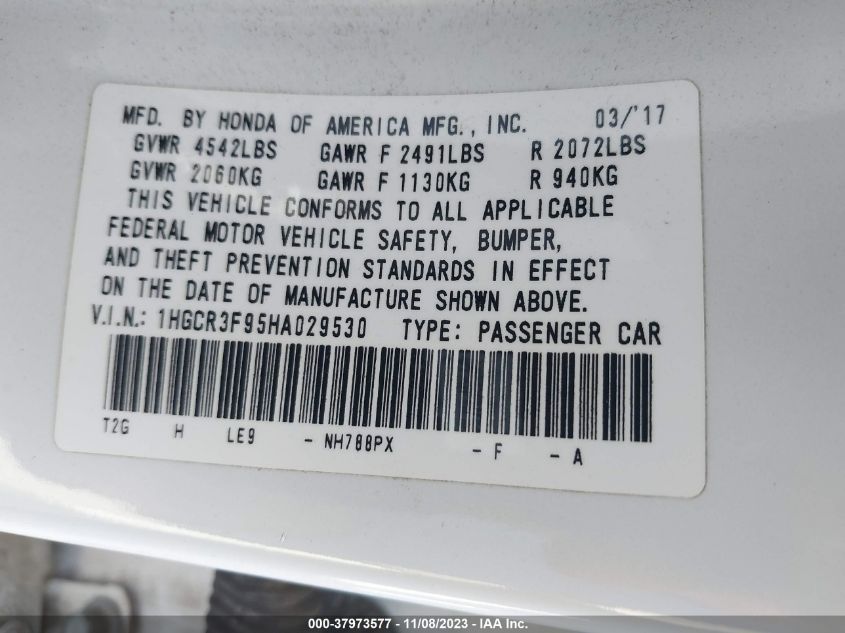 MFD. BY HONDA OF AMERICA MFG., INC. 03/'17
GVWR 4542LBS GAWR F 2491LBS R 2072LBS
GVWR 2060KG GAWR F 1130KG R 940KG
THIS VEHICLE CONFORMS TO ALL APPLICABLE
FEDERAL MOTOR VEHICLE SAFETY, BUMPER,
AND THEFT PREVENTION STANDARDS IN EFFECT
ON THE DATE OF MANUFACTURE SHOWN ABOVE.
V.I.N.: 1HGCR3F95HA029530 TYPE: PASSENGER CAR
T2G H LE9 - NH788PX - F - A
000-37973577 | 11/08/2023 - IAA Inc.